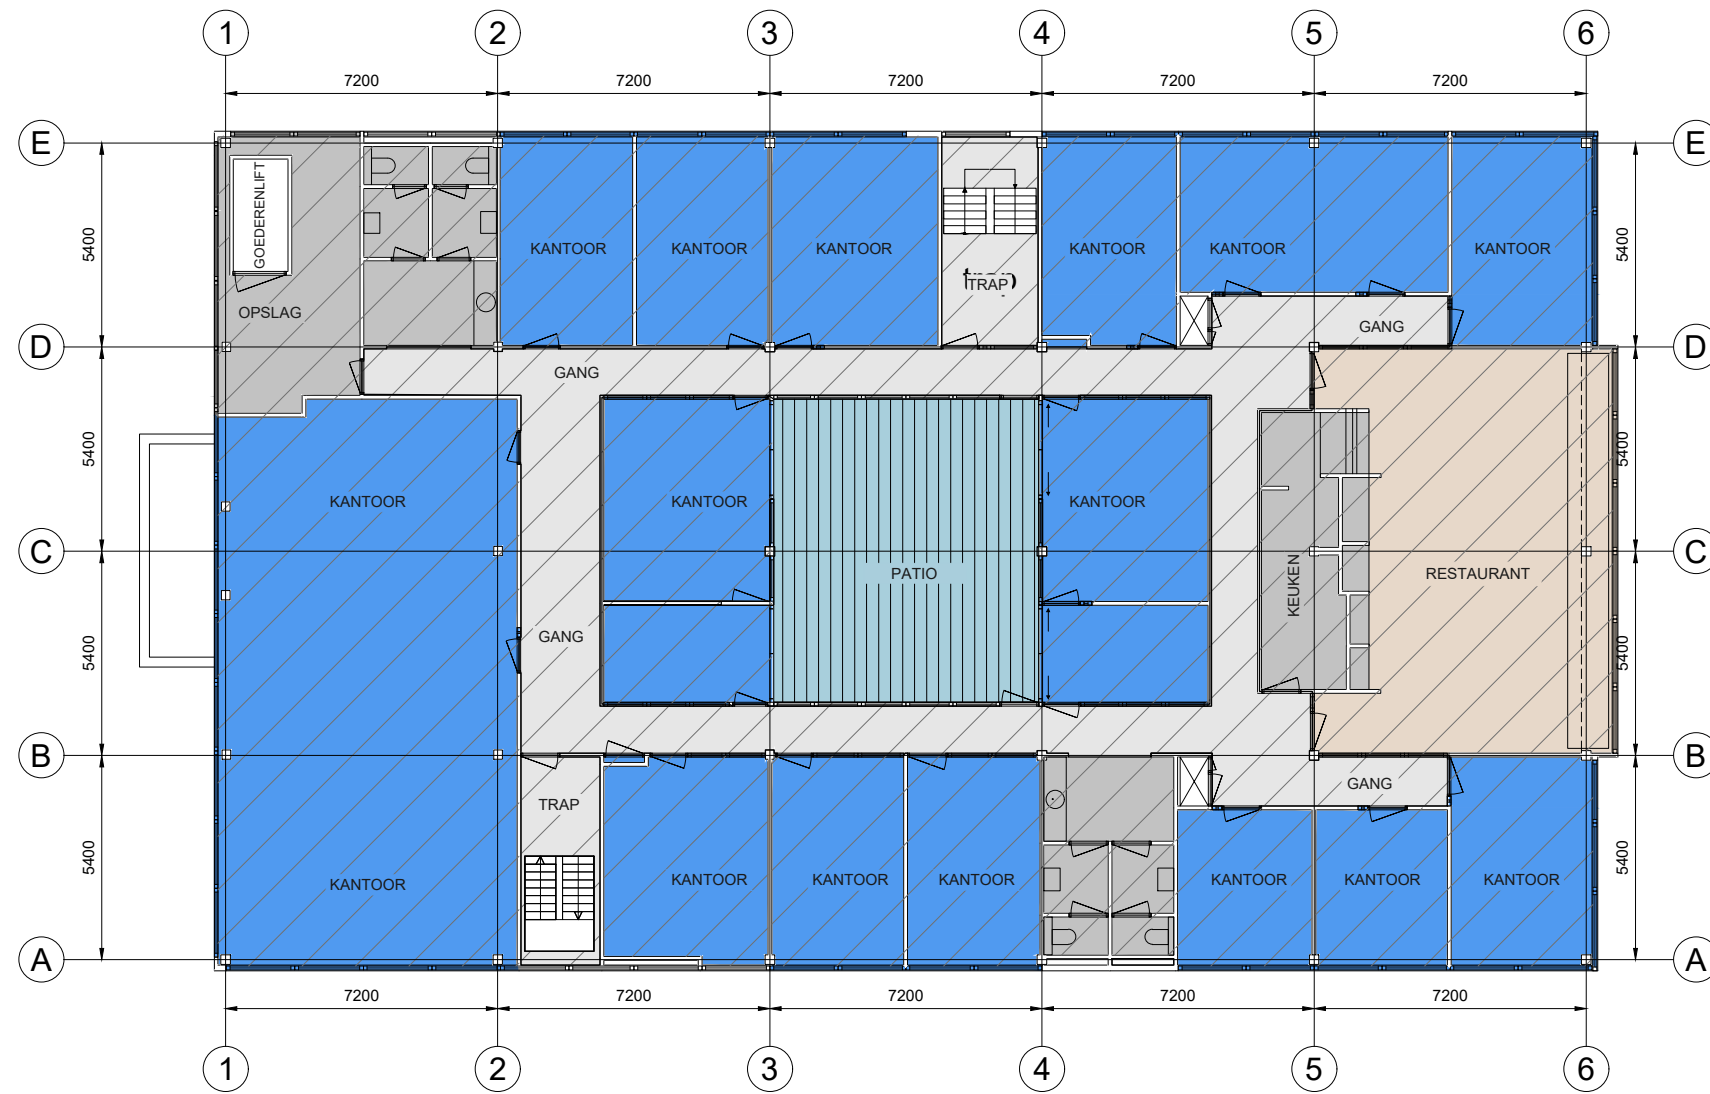 1 2 3 4 5 6
7200 7200 7200 7200 7200
E E
GOEDERENLIFT
5400 KANTOOR KANTOOR KANTOOR KANTOOR KANTOOR KANTOOR 5400
trap
TRAP
OPSLAG
GANG
D D
GANG
5400 5400
KANTOOR KANTOOR KANTOOR
C C
PATIO RESTAURANT
KEUKEN
GANG
5400 5400
B B
GANG
TRAP
5400 5400
KANTOOR KANTOOR KANTOOR KANTOOR KANTOOR KANTOOR KANTOOR
A A
7200 7200 7200 7200 7200
1 2 3 4 5 6